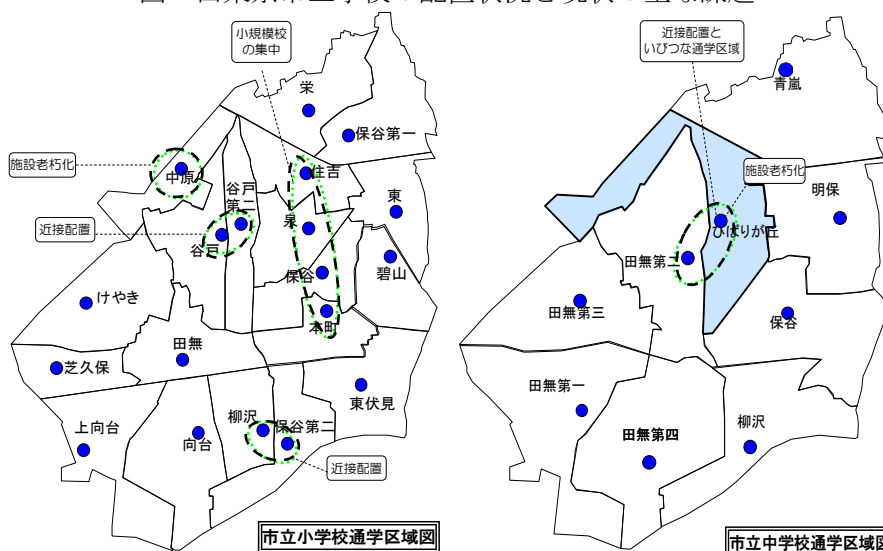 小規模校
の集中
栄
保谷第一
施設老朽化
中原
住吉
谷戸
第二
東
近接配置
泉
谷戸
保谷
碧山
けやき
本町
田無
芝久保
東伏見
上向台
向台
柳沢
保谷第二
近接配置
市立小学校通学区域図
近接配置と
いびつな通学区域
青嵐
施設老朽化
明保
ひばりが丘
田無第二
田無第三
保谷
田無第一
田無第四
柳沢
市立中学校通学区域図